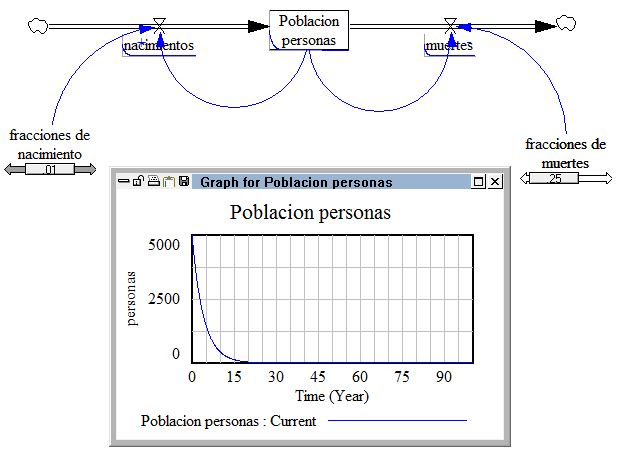 Poblacion
personas
nacimientos
muertes
fracciones de
nacimiento
.01
fracciones de
muertes
.25
Graph for Poblacion personas
Poblacion personas
5000
2500
0
personas
0 15 30 45 60 75 90
Time (Year)
Poblacion personas : Current